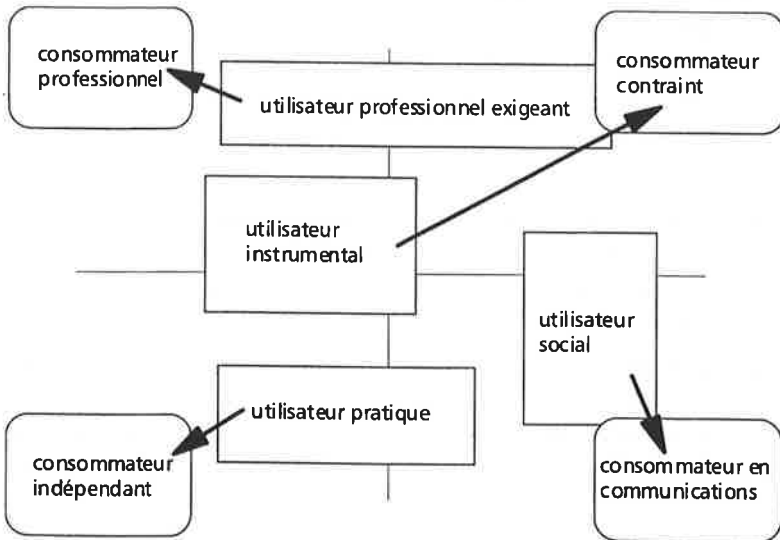 consommateur
professionnel
utilisateur professionnel exigeant
consommateur
contraint
utilisateur
instrumental
utilisateur
social
utilisateur pratique
consommateur
indépendant
consommateur en
communications